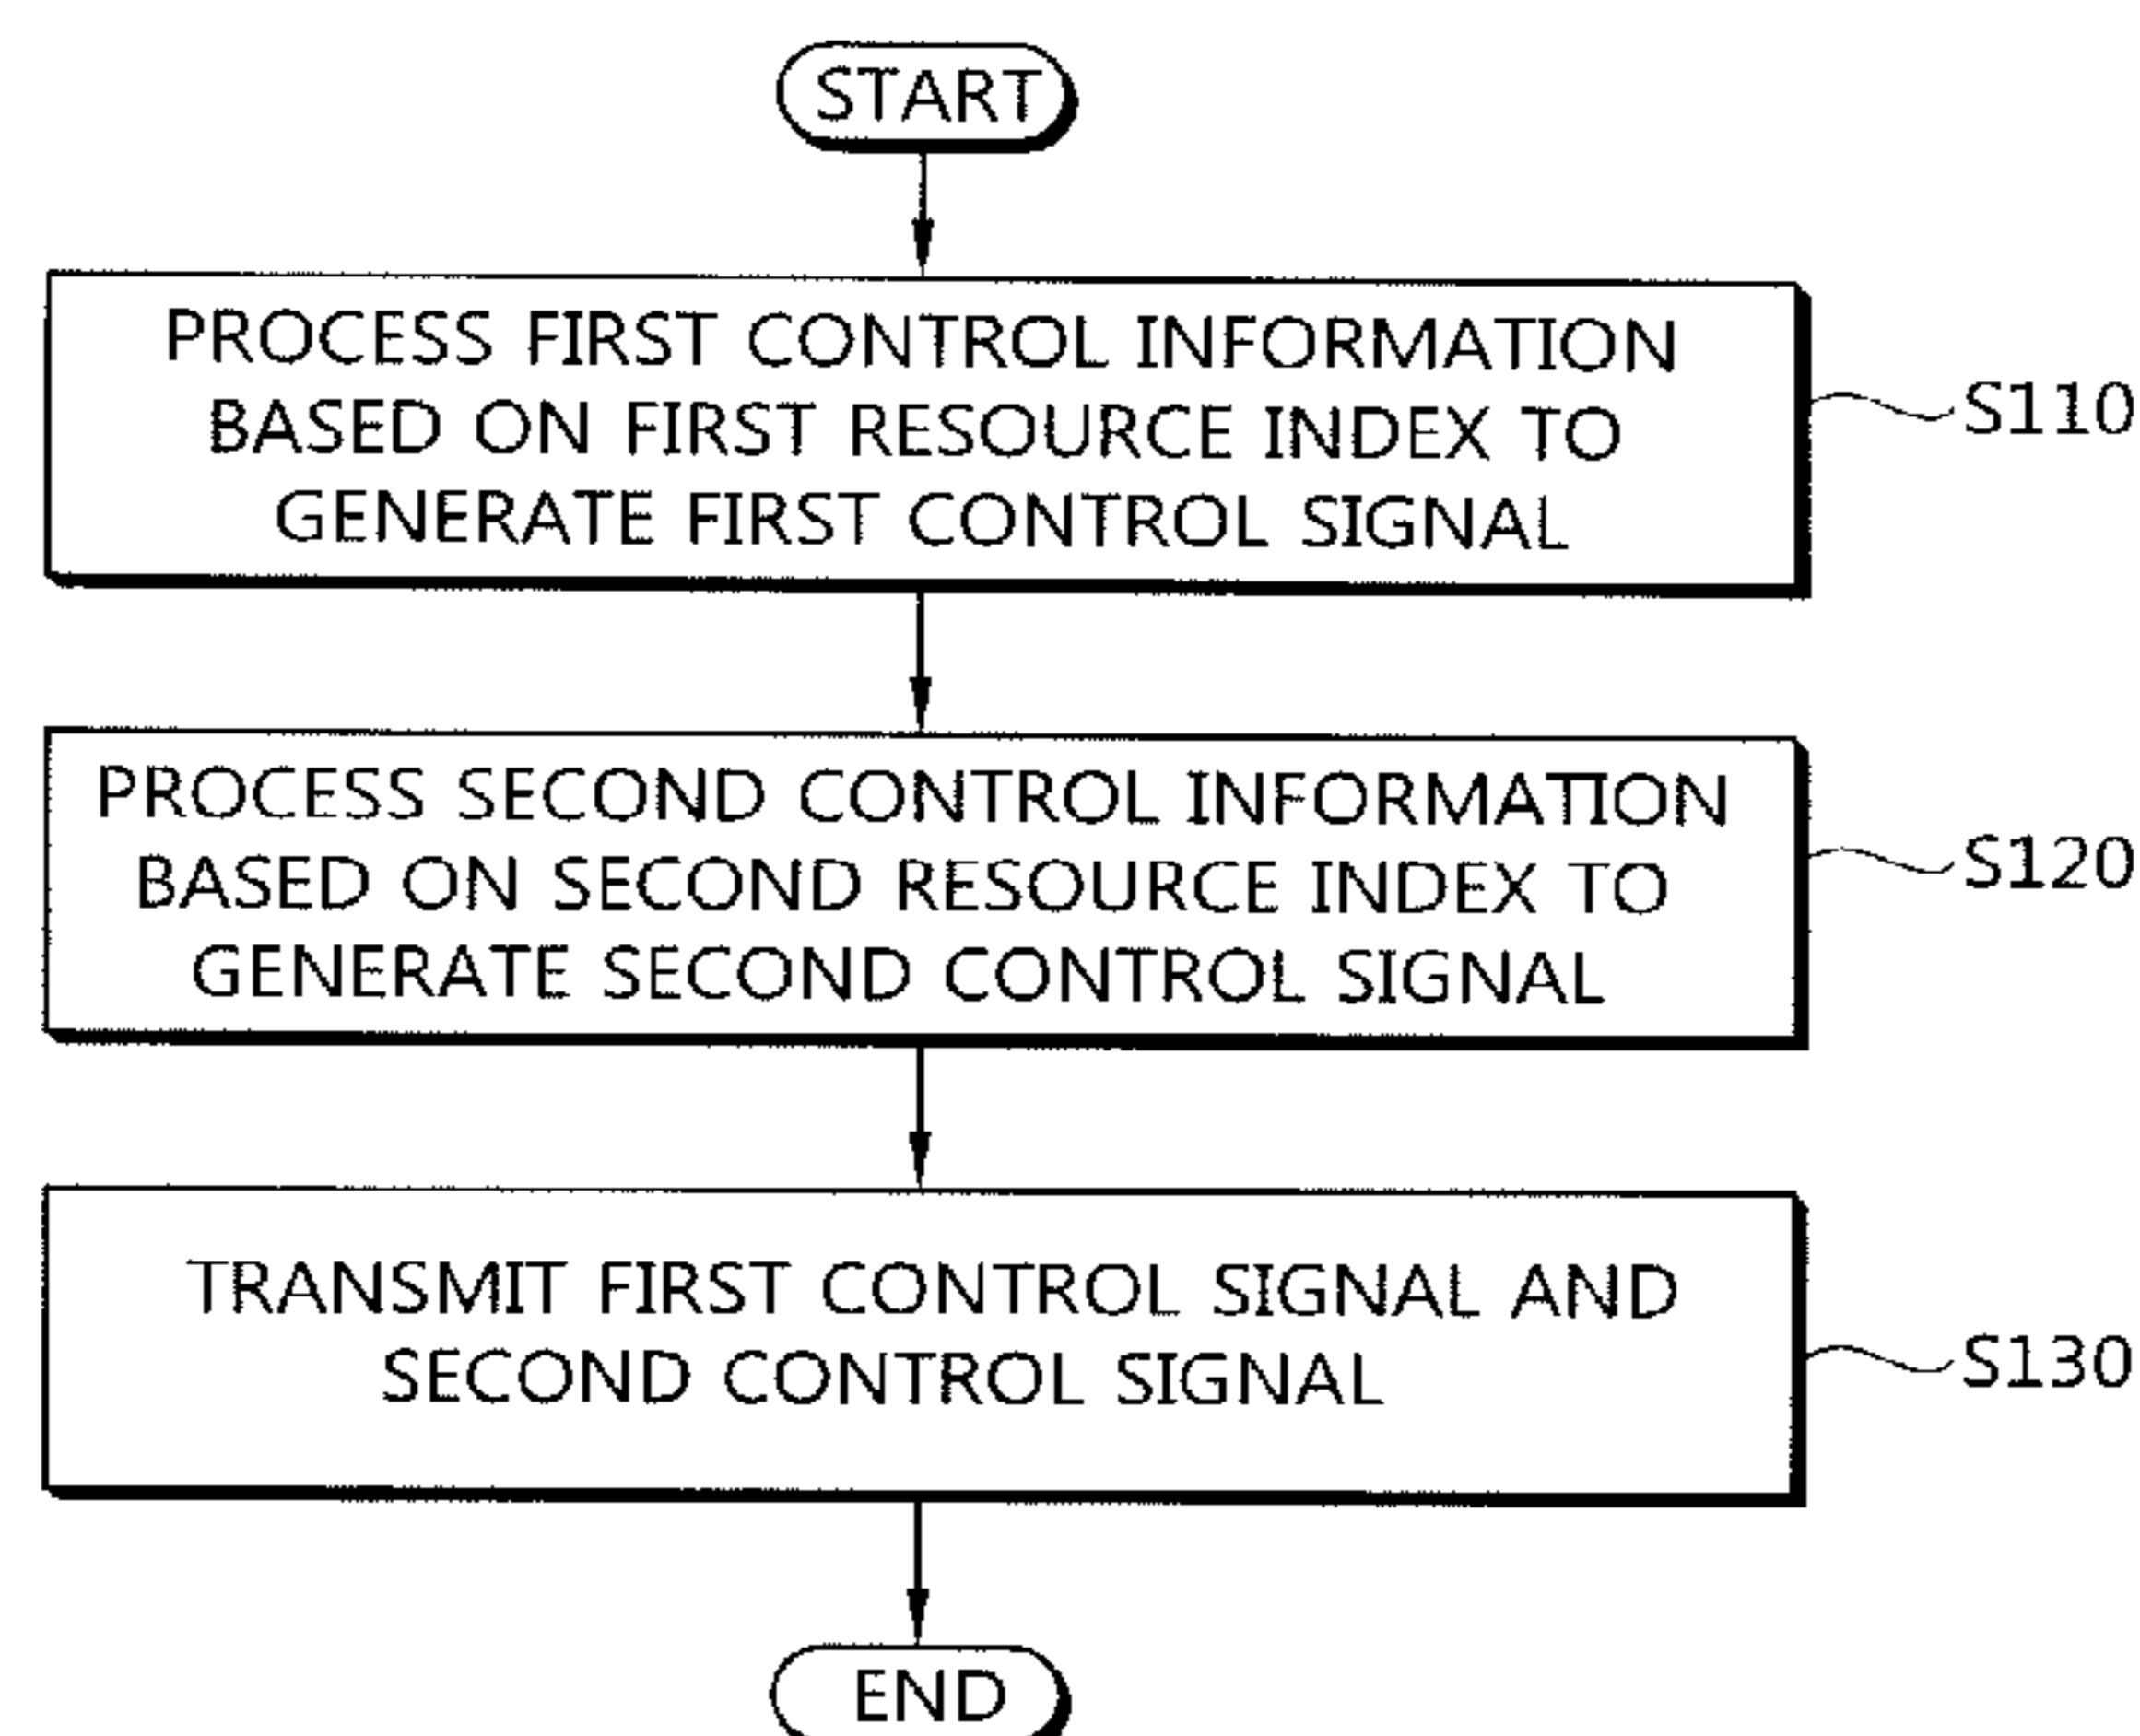 START
PROCESS FIRST CONTROL INFORMATION
BASED ON FIRST RESOURCE INDEX TO
GENERATE FIRST CONTROL SIGNAL
S110
PROCESS SECOND CONTROL INFORMATION
BASED ON SECOND RESOURCE INDEX TO
GENERATE SECOND CONTROL SIGNAL
S120
TRANSMIT FIRST CONTROL SIGNAL AND
SECOND CONTROL SIGNAL
S130
END